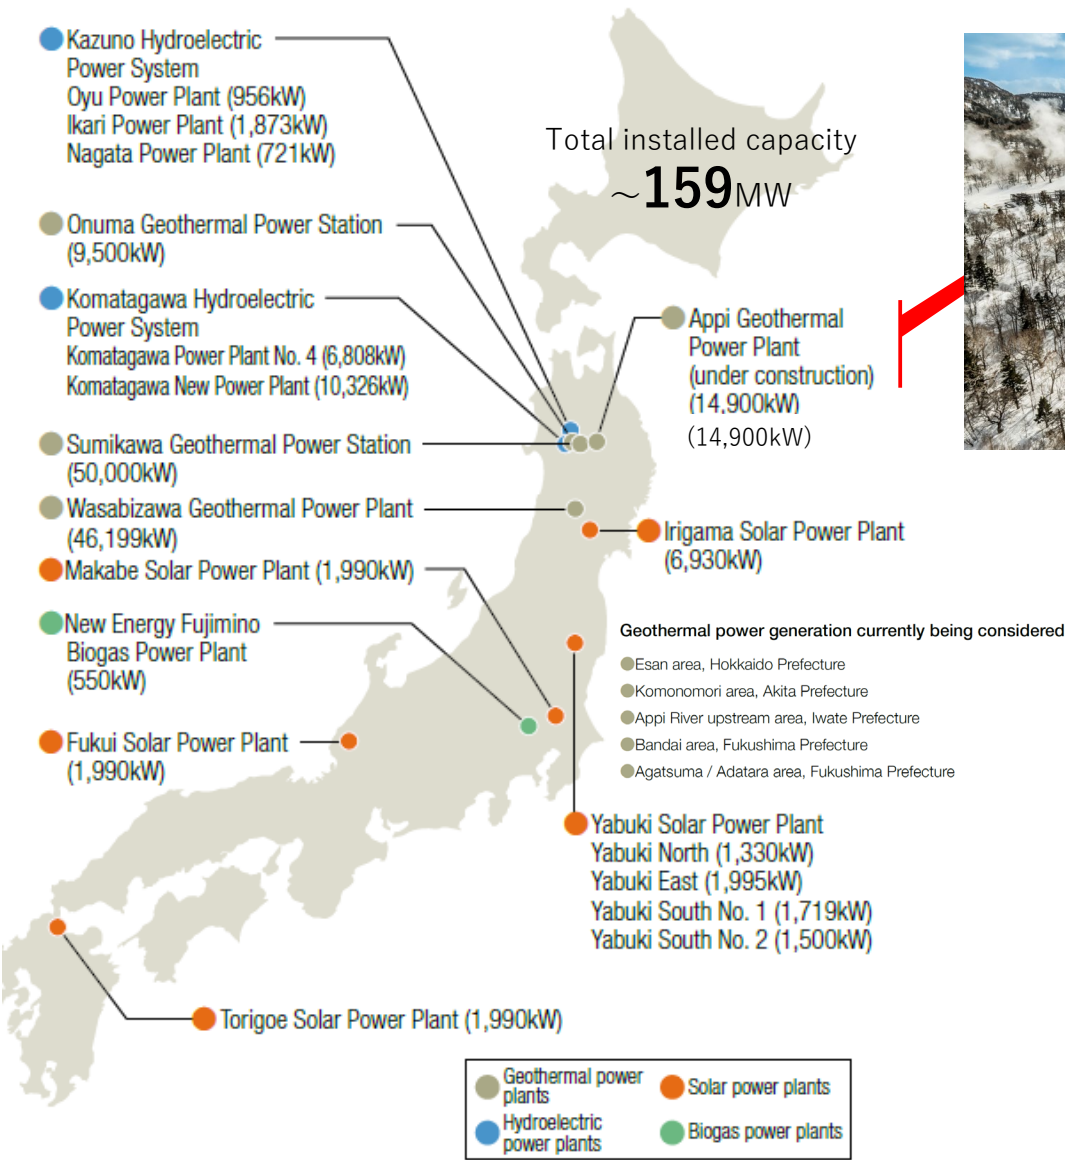 Kazuno Hydroelectric
Power System
Oyu Power Plant (956kW)
Ikari Power Plant (1,873kW)
Nagata Power Plant (721kW)
Onuma Geothermal Power Station
(9,500kW)
Komatagawa Hydroelectric
Power System
Komatagawa Power Plant No. 4 (6,808kW)
Komatagawa New Power Plant (10,326kW)
Sumikawa Geothermal Power Station
(50,000kW)
Wasabizawa Geothermal Power Plant
(46,199kW)
Makabe Solar Power Plant (1,990kW)
New Energy Fujimino
Biogas Power Plant
(550kW)
Fukui Solar Power Plant
(1,990kW)
Total installed capacity
~159MW
Appi Geothermal
Power Plant
(under construction)
(14,900kW)
(14,900kW)
Irigama Solar Power Plant
(6,930kW)
Geothermal power generation currently being considered
Esan area, Hokkaido Prefecture
Komonomori area, Akita Prefecture
Appi River upstream area, Iwate Prefecture
Bandai area, Fukushima Prefecture
Agatsuma / Adatara area, Fukushima Prefecture
Yabuki Solar Power Plant
Yabuki North (1,330kW)
Yabuki East (1,995kW)
Yabuki South No. 1 (1,719kW)
Yabuki South No. 2 (1,500kW)
Torigoe Solar Power Plant (1,990kW)
Geothermal power
plants
Solar power plants
Hydroelectric
power plants
Biogas power plants